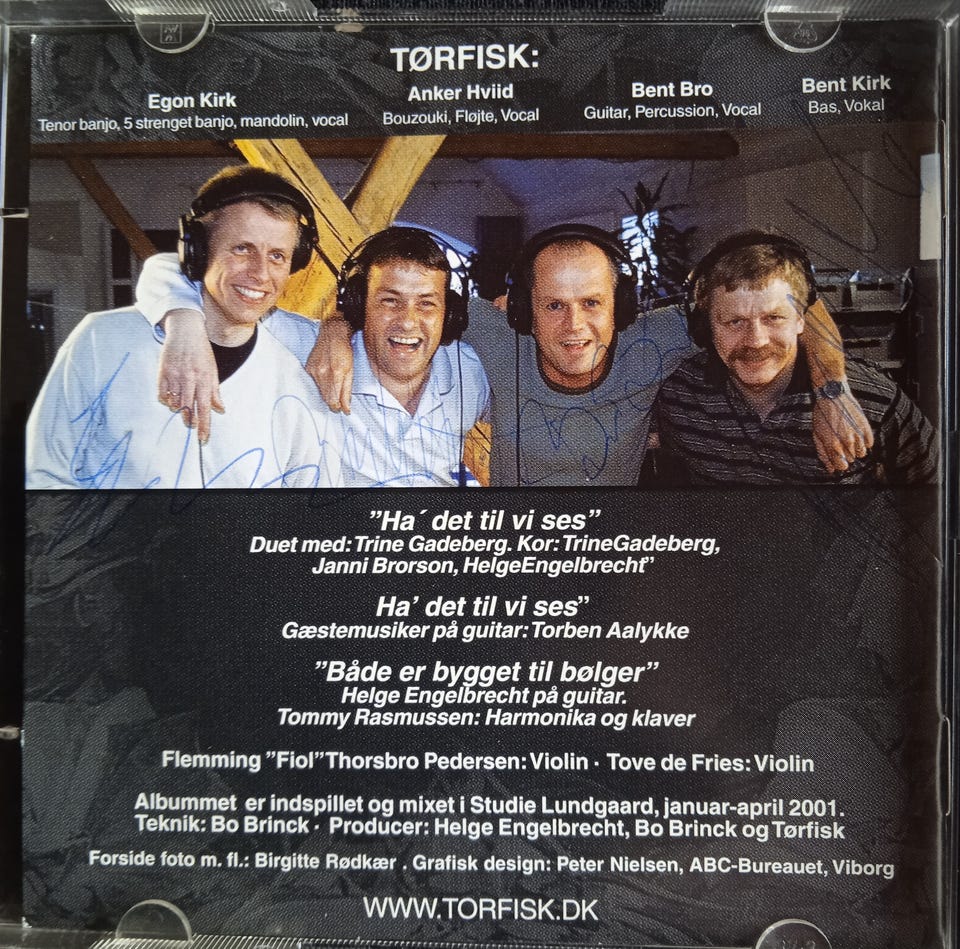 TØRFISK:
Egon Kirk
Tenor banjo, 5 strenget banjo, mandolin, vocal
Anker Hviid
Bouzouki, Fløjte, Vocal
Bent Bro
Guitar, Percussion, Vocal
Bent Kirk
Bas, Vokal
”Ha´ det til vi ses”
Duet med: Trine Gadeberg. Kor: TrineGadeberg,
Janni Brorson, HelgeEngelbrecht”
Ha’ det til vi ses”
Gæstemusiker på guitar: Torben Aalykke
”Både er bygget til bølger”
Helge Engelbrecht på guitar.
Tommy Rasmussen: Harmonika og klaver
Flemming ”Fiol”Thorsbro Pedersen: Violin · Tove de Fries: Violin
Albummet er indspillet og mixet i Studie Lundgaard, januar-april 2001.
Teknik: Bo Brinck · Producer: Helge Engelbrecht, Bo Brinck og Tørfisk
Forside foto m. fl.: Birgitte Rødkær . Grafisk design: Peter Nielsen, ABC-Bureauet, Viborg
WWW.TORFISK.DK